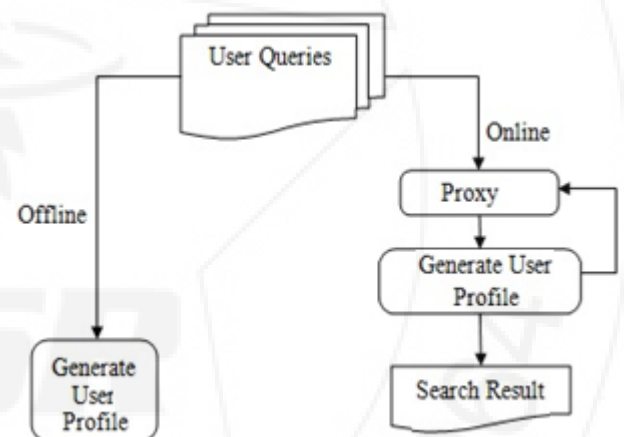 User Queries
Online
Offline
Proxy
Generate User
Profile
Generate
User
Profile
Search Result